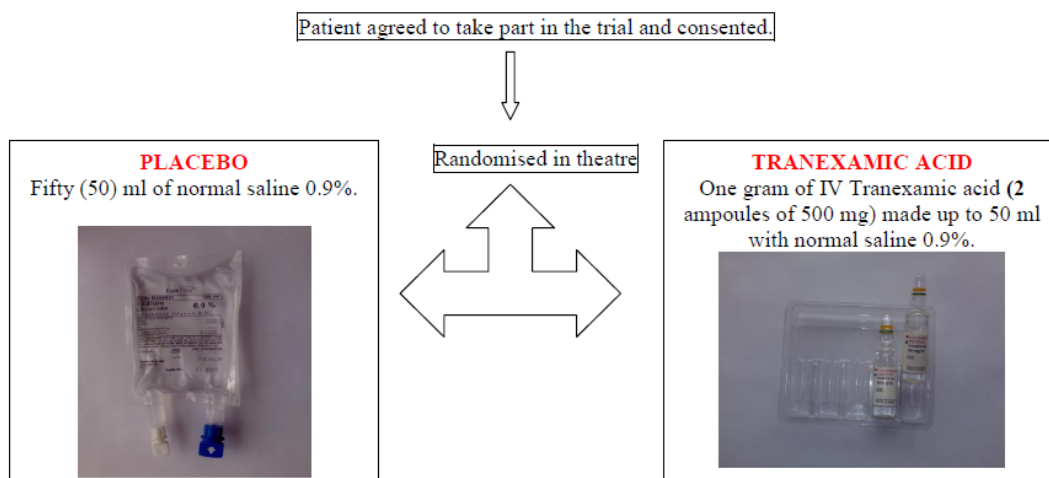 Patient agreed to take part in the trial and consented.
Randomised in theatre
PLACEBO
Fifty (50) ml of normal saline 0.9%.
0.9 %
TRANEXAMIC ACID
One gram of IV Tranexamic acid (2
ampoules of 500 mg) made up to 50 ml
with normal saline 0.9%.